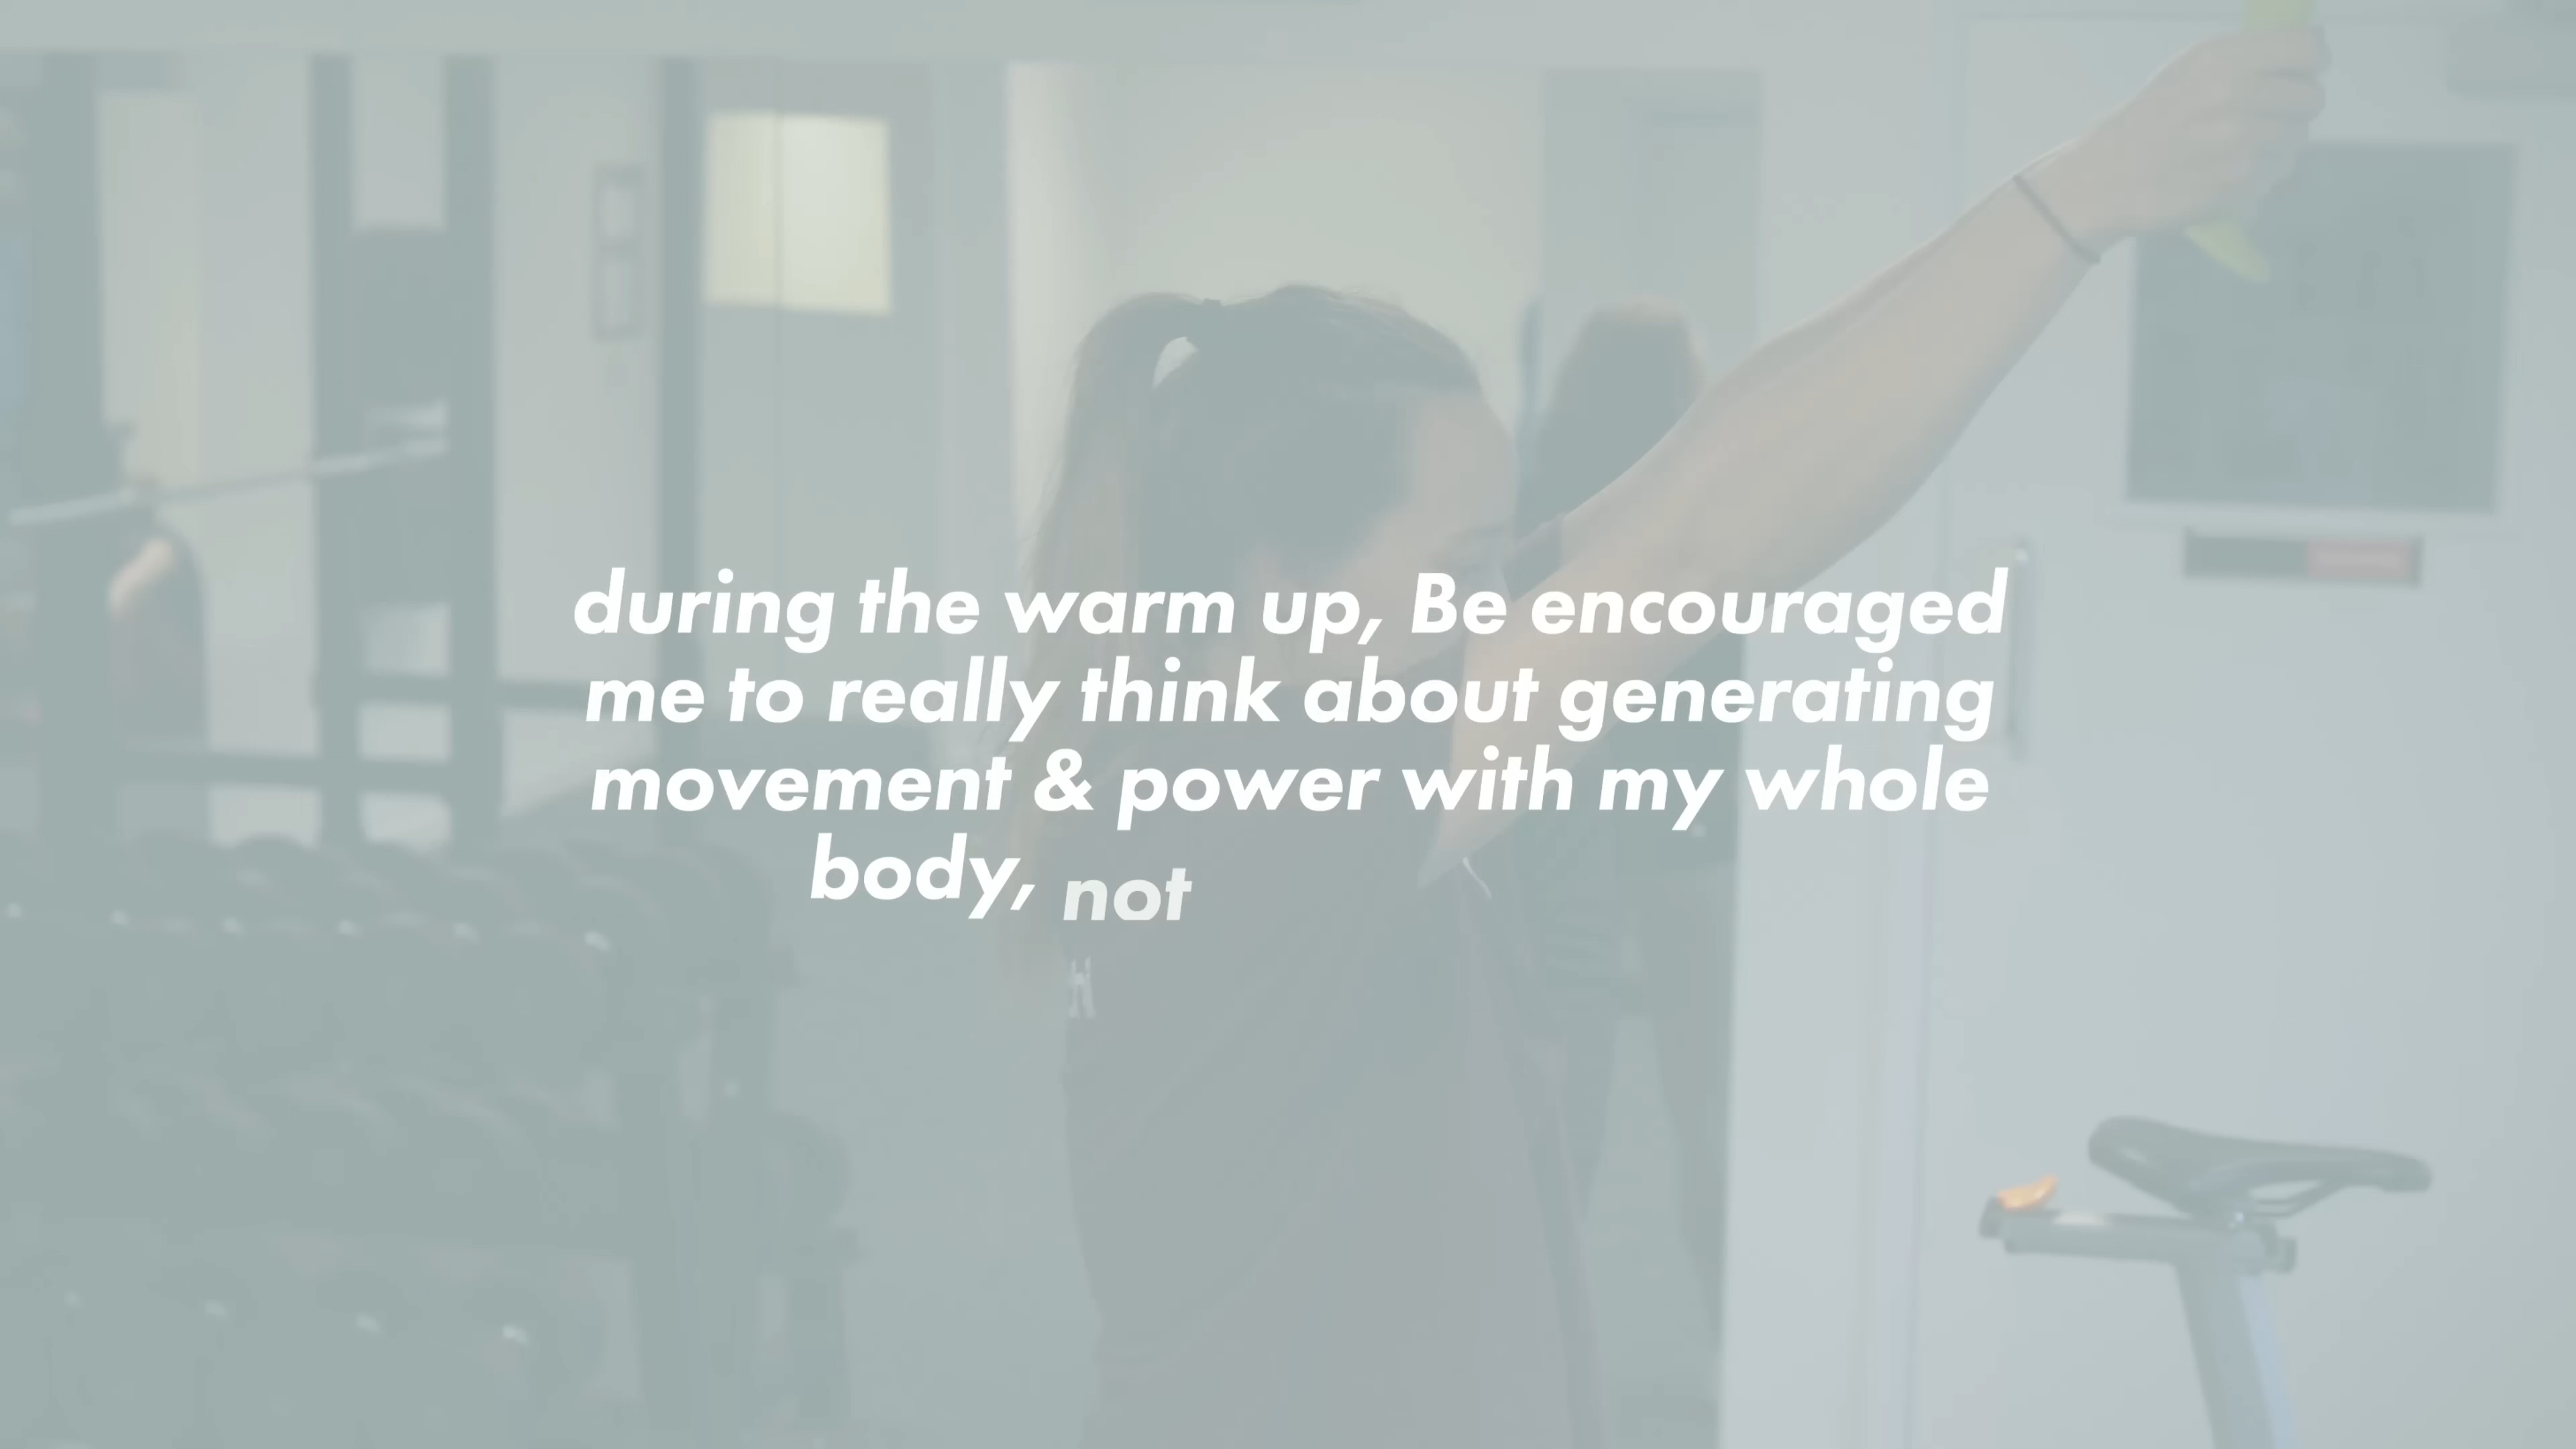 during the warm up, Be encouraged
me to really think about generating
movement & power with my whole
body, not